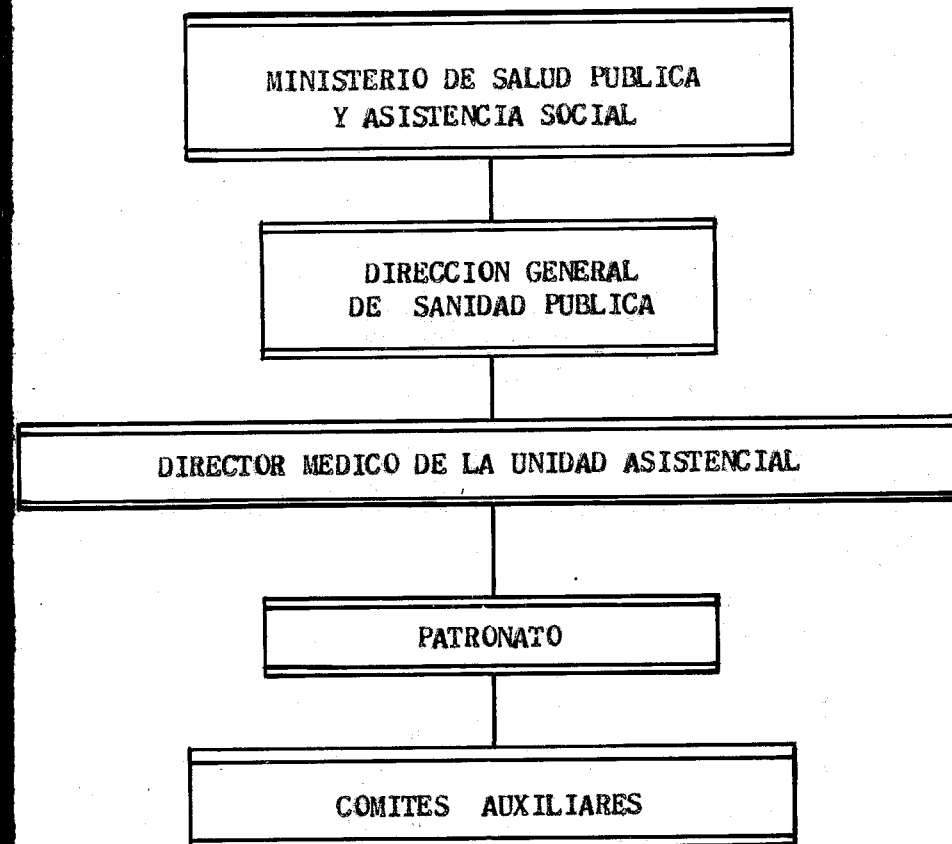 MINISTERIO DE SALUD PUBLICA
Y ASISTENCIA SOCIAL
DIRECCION GENERAL
DE SANIDAD PUBLICA
DIRECTOR MEDICO DE LA UNIDAD ASISTENCIAL
PATRONATO
COMITES AUXILIARES